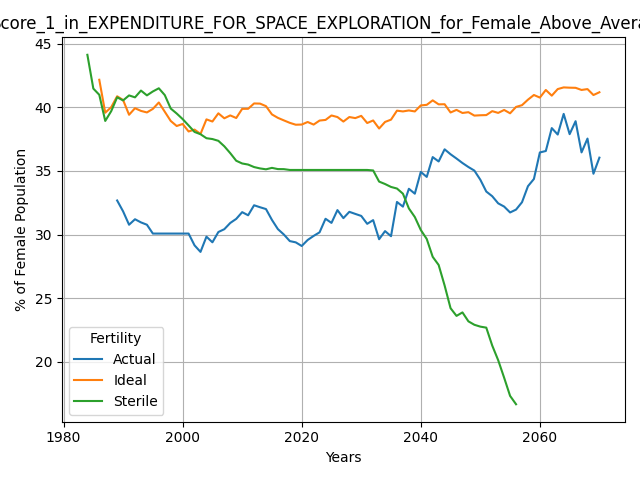 core_1_in_EXPENDITURE_FOR_SPACE_EXPLORATION_for_Female_Above_Avera
45
40
35
30
25
20
% of Female Population
Fertility
Actual
Ideal
Sterile
1980
2000
2020
2040
2060
Years